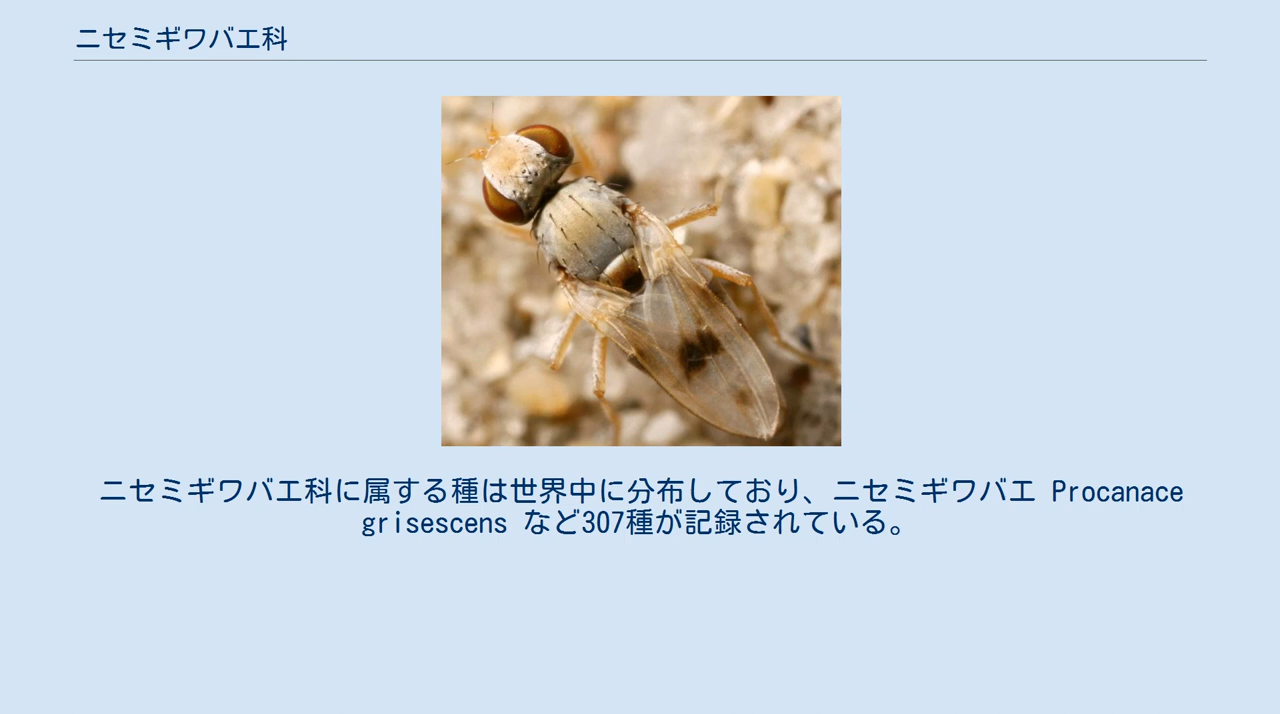 ニセミギワバエ科
ニセミギワバエ科に属する種は世界中に分布しており、ニセミギワバエ Procanace
grisescens など307種が記録されている。